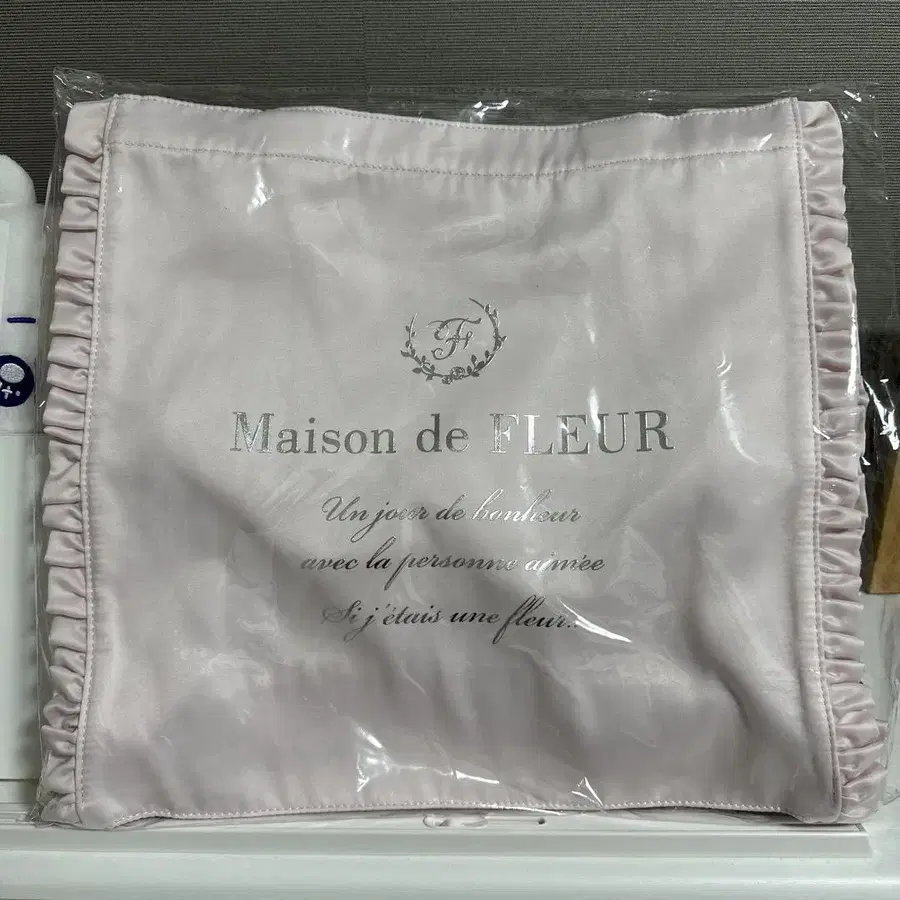 F
Maison de FLEUR
Un jour de bonheur
avec la personne aimée
Si j'étais une fleur..